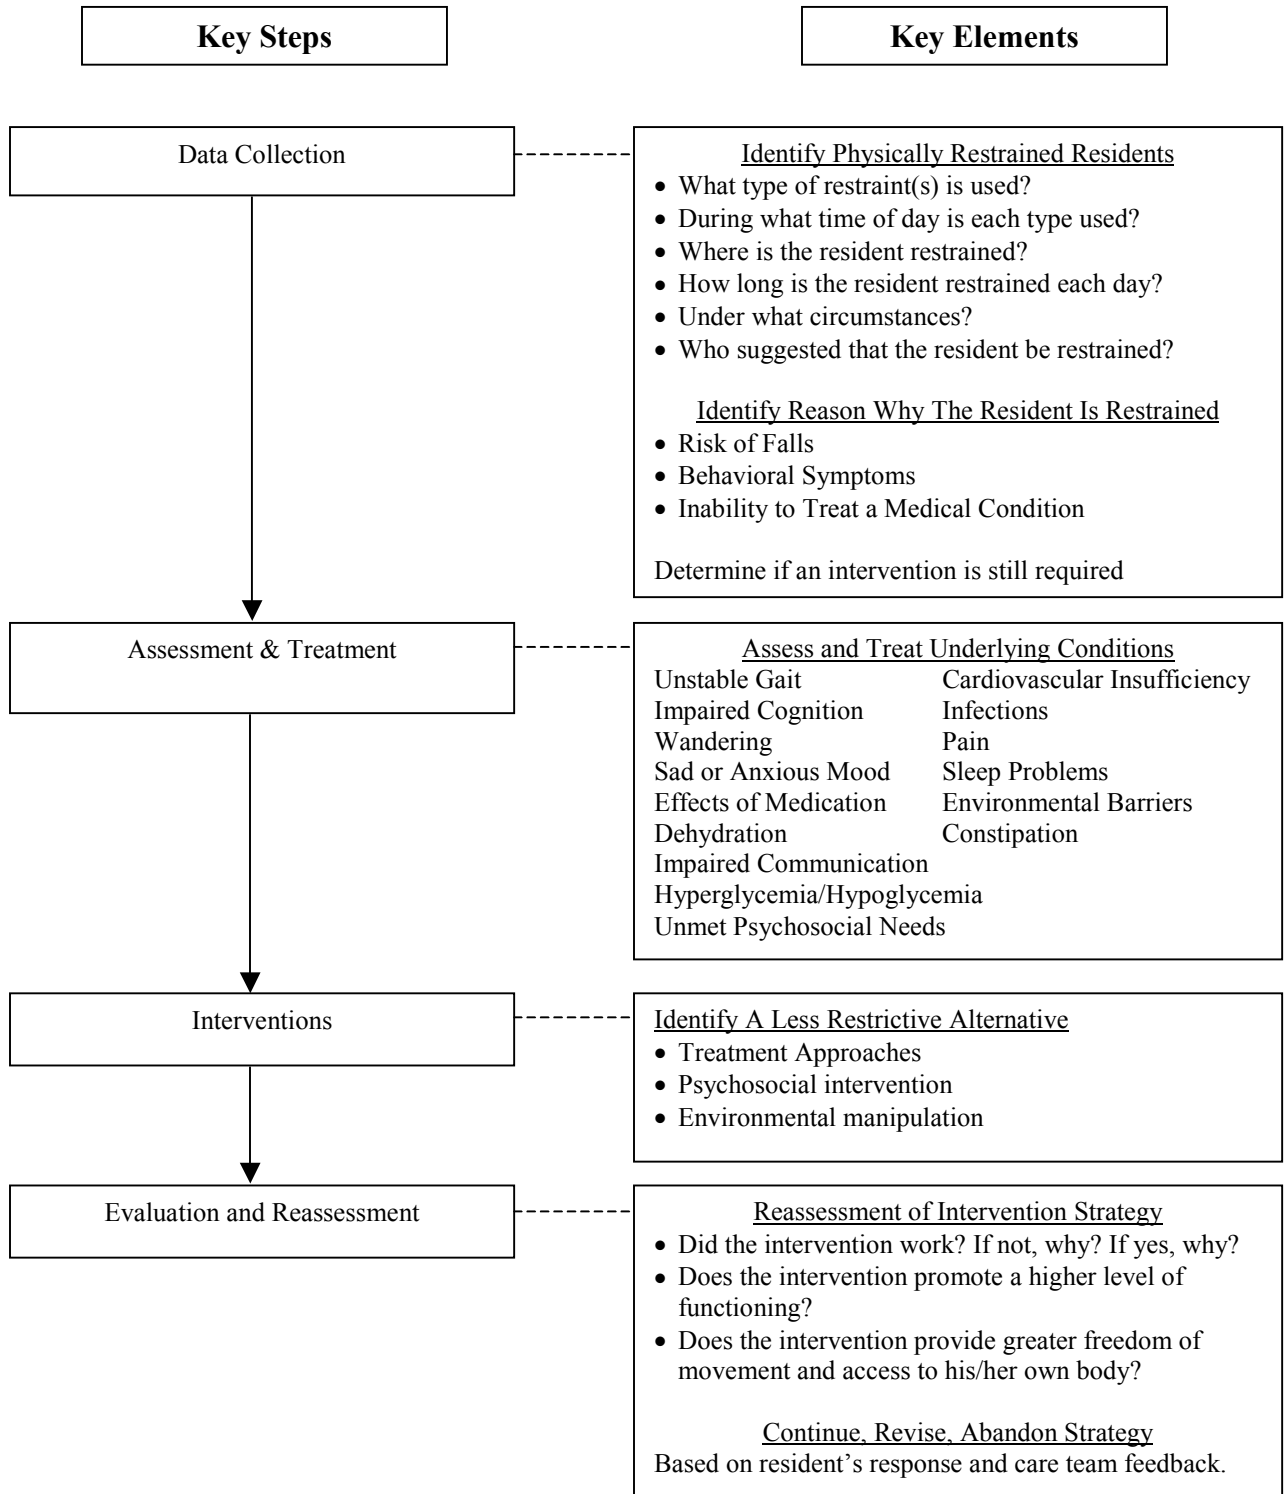 Key Steps
Key Elements
Data Collection
Identify Physically Restrained Residents
• What type of restraint(s) is used?
• During what time of day is each type used?
• Where is the resident restrained?
• How long is the resident restrained each day?
• Under what circumstances?
• Who suggested that the resident be restrained?
Identify Reason Why The Resident Is Restrained
• Risk of Falls
• Behavioral Symptoms
• Inability to Treat a Medical Condition
Determine if an intervention is still required
Assessment & Treatment
Assess and Treat Underlying Conditions
Unstable Gait Cardiovascular Insufficiency
Impaired Cognition Infections
Wandering Pain
Sad or Anxious Mood Sleep Problems
Effects of Medication Environmental Barriers
Dehydration Constipation
Impaired Communication
Hyperglycemia/Hypoglycemia
Unmet Psychosocial Needs
Interventions
Identify A Less Restrictive Alternative
• Treatment Approaches
• Psychosocial intervention
• Environmental manipulation
Evaluation and Reassessment
Reassessment of Intervention Strategy
• Did the intervention work? If not, why? If yes, why?
• Does the intervention promote a higher level of
functioning?
• Does the intervention provide greater freedom of
movement and access to his/her own body?
Continue, Revise, Abandon Strategy
Based on resident’s response and care team feedback.